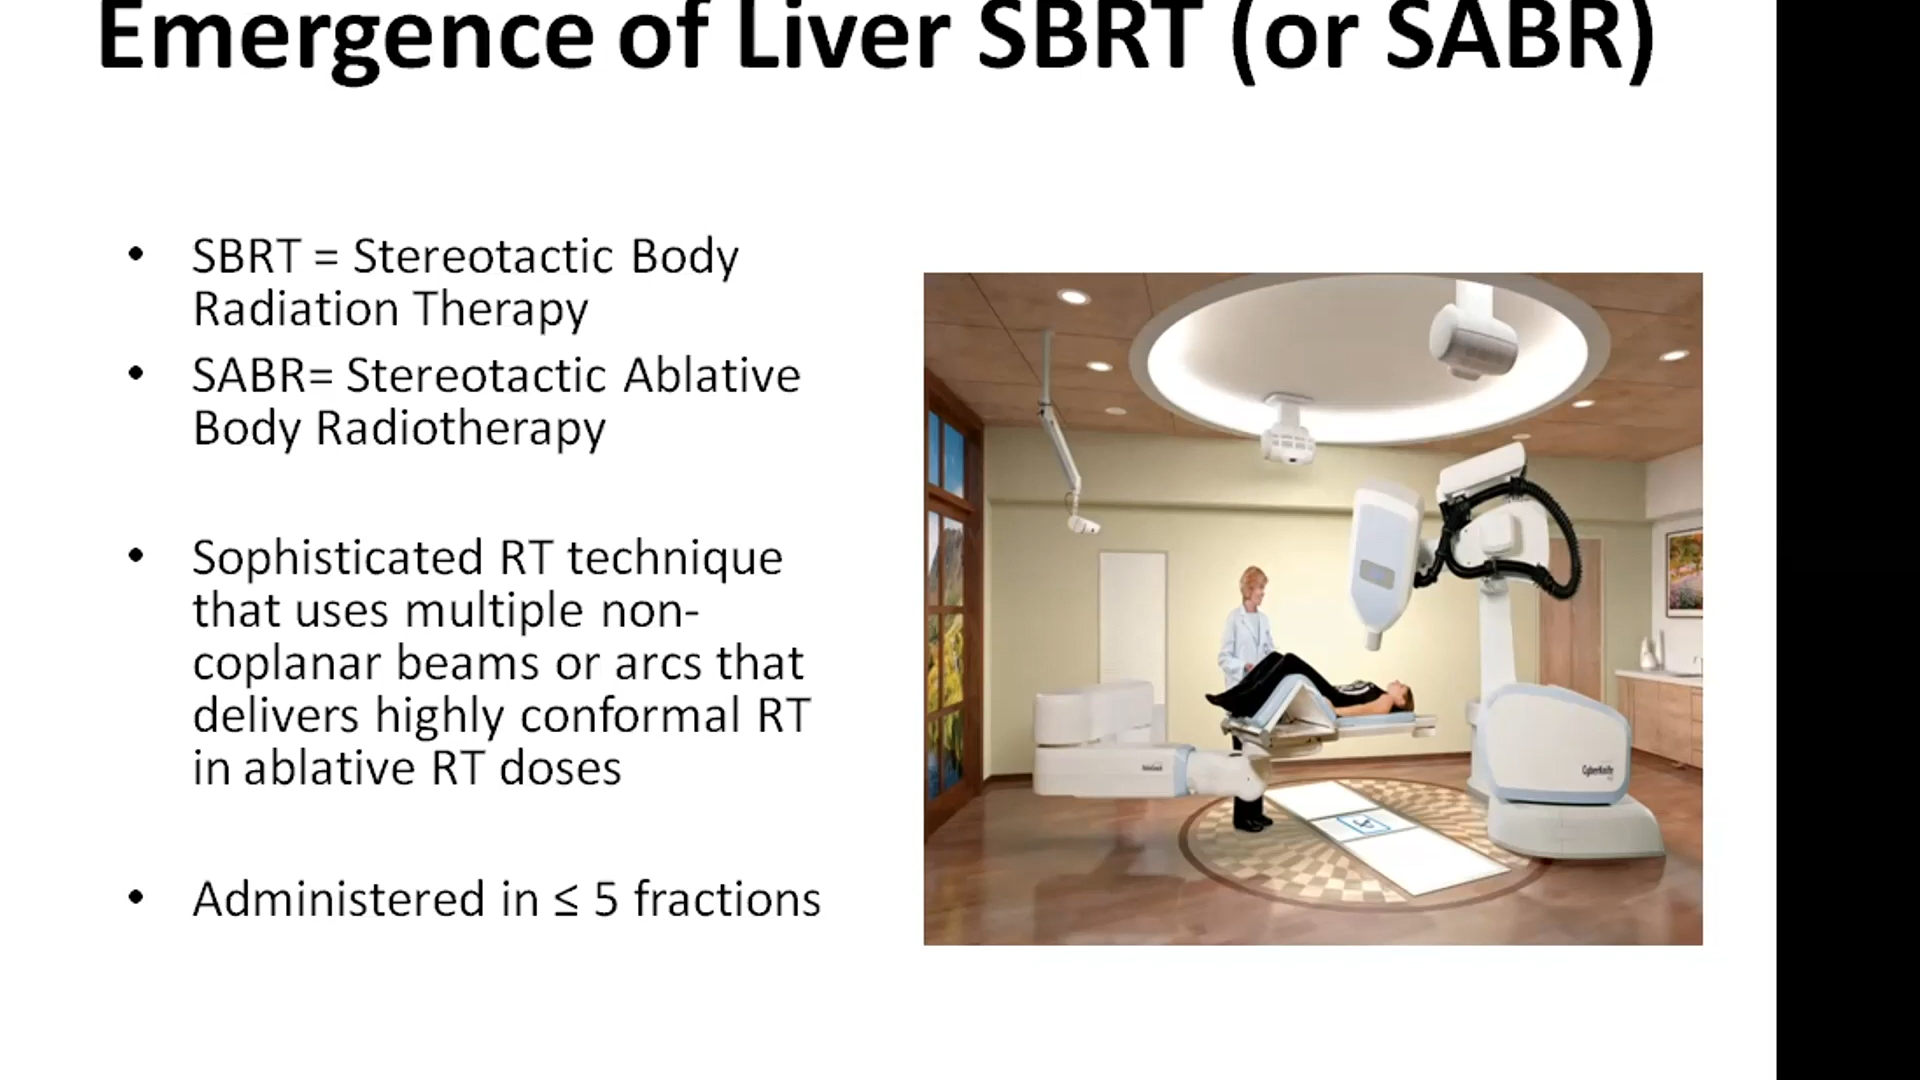 Emergence of Liver SBRT (or SABR)
• SBRT = Stereotactic Body
Radiation Therapy
• SABR= Stereotactic Ablative
Body Radiotherapy
• Sophisticated RT technique
that uses multiple non-
coplanar beams or arcs that
delivers highly conformal RT
in ablative RT doses
• Administered in ≤ 5 fractions
CyberKnife